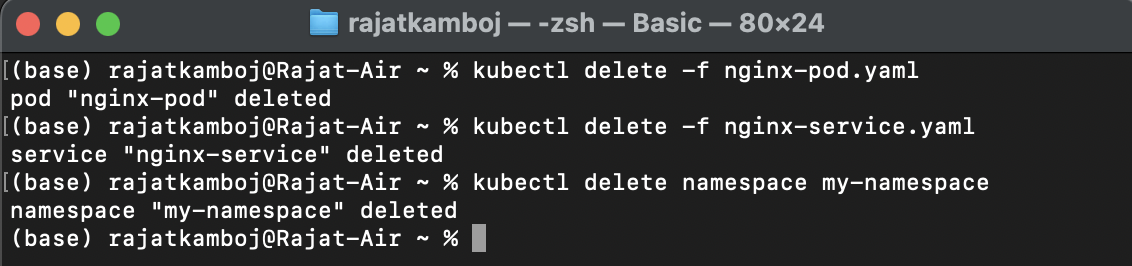 rajatkamboj — -zsh — Basic — 80×24
[(base) rajatkamboj@Rajat-Air ~ % kubectl delete -f nginx-pod.yaml
pod "nginx-pod" deleted
[(base) rajatkamboj@Rajat-Air ~ % kubectl delete -f nginx-service.yaml
service "nginx-service" deleted
[(base) rajatkamboj@Rajat-Air ~ % kubectl delete namespace my-namespace
namespace "my-namespace" deleted
(base) rajatkamboj@Rajat-Air ~ %